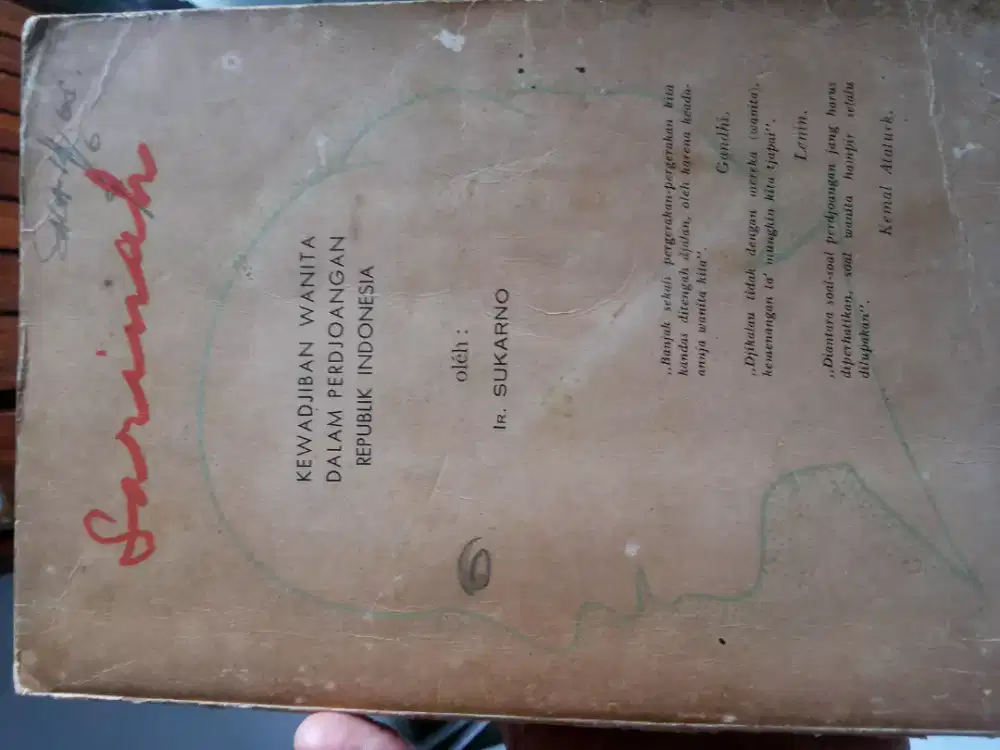 Sarinah
KEWADJIBAN WANITA
DALAM PERDJOANGAN
REPUBLIK INDONESIA
oléh :
IR. SUKARNO
6
„Banjak sekali pergerakan-pergerakan kita
kandas ditengah djalan, oleh karena keada-
annja wanita kita”.
Gandhi.
„Djikalau tidak dengan mereka (wanita),
kemenangan ta' mungkin kita tjapai”.
Lenin.
„Diantara soal-soal perdjoangan jang harus
diperhatikan, soal wanita hampir selalu
dilupakan”.
Kemal Ataturk.